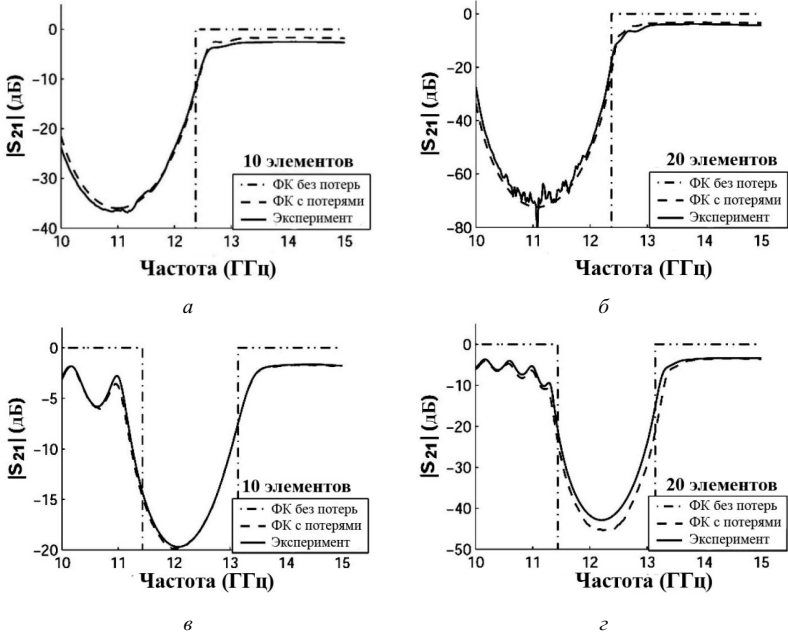 |S21| (дБ)
0
−10
−20
−30
−40
10 элементов
ФК без потерь
ФК с потерями
Эксперимент
10 11 12 13 14 15
Частота (ГГц)
а
|S21| (дБ)
0
−20
−40
−60
−80
20 элементов
ФК без потерь
ФК с потерями
Эксперимент
10 11 12 13 14 15
Частота (ГГц)
б
|S21| (дБ)
0
−5
−10
−15
−20
10 элементов
ФК без потерь
ФК с потерями
Эксперимент
10 11 12 13 14 15
Частота (ГГц)
в
|S21| (дБ)
0
−10
−20
−30
−40
−50
20 элементов
ФК без потерь
ФК с потерями
Эксперимент
10 11 12 13 14 15
Частота (ГГц)
г